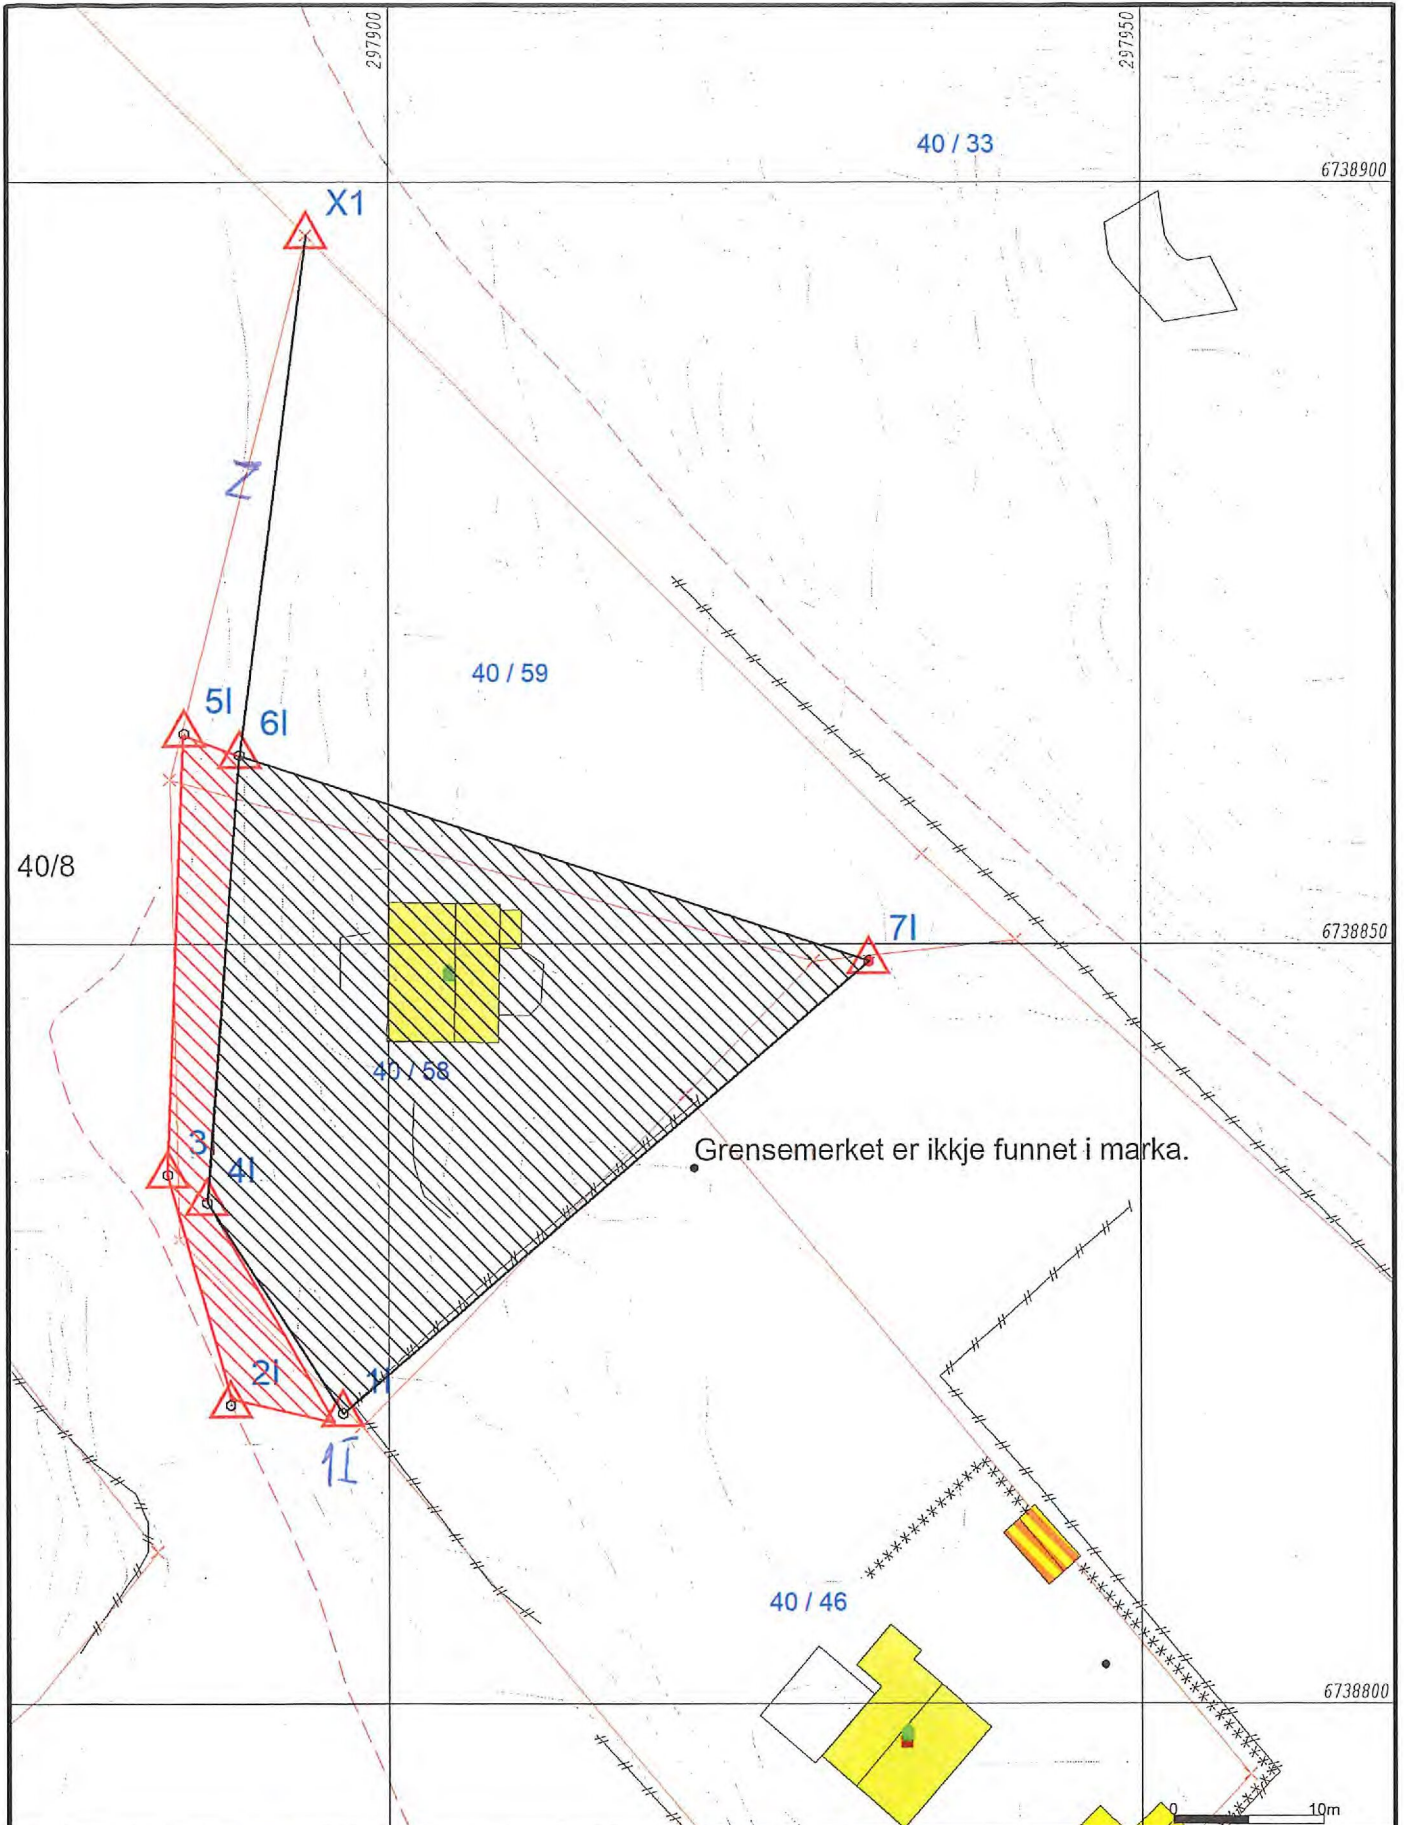 297900
297950
40 / 33
6738900
X1
Z
40 / 59
5I
6I
40/8
7I
6738850
40 / 58
3
4I
Grensemerket er ikkje funnet i marka.
2I
1I
1I
40 / 46
6738800
0 10m